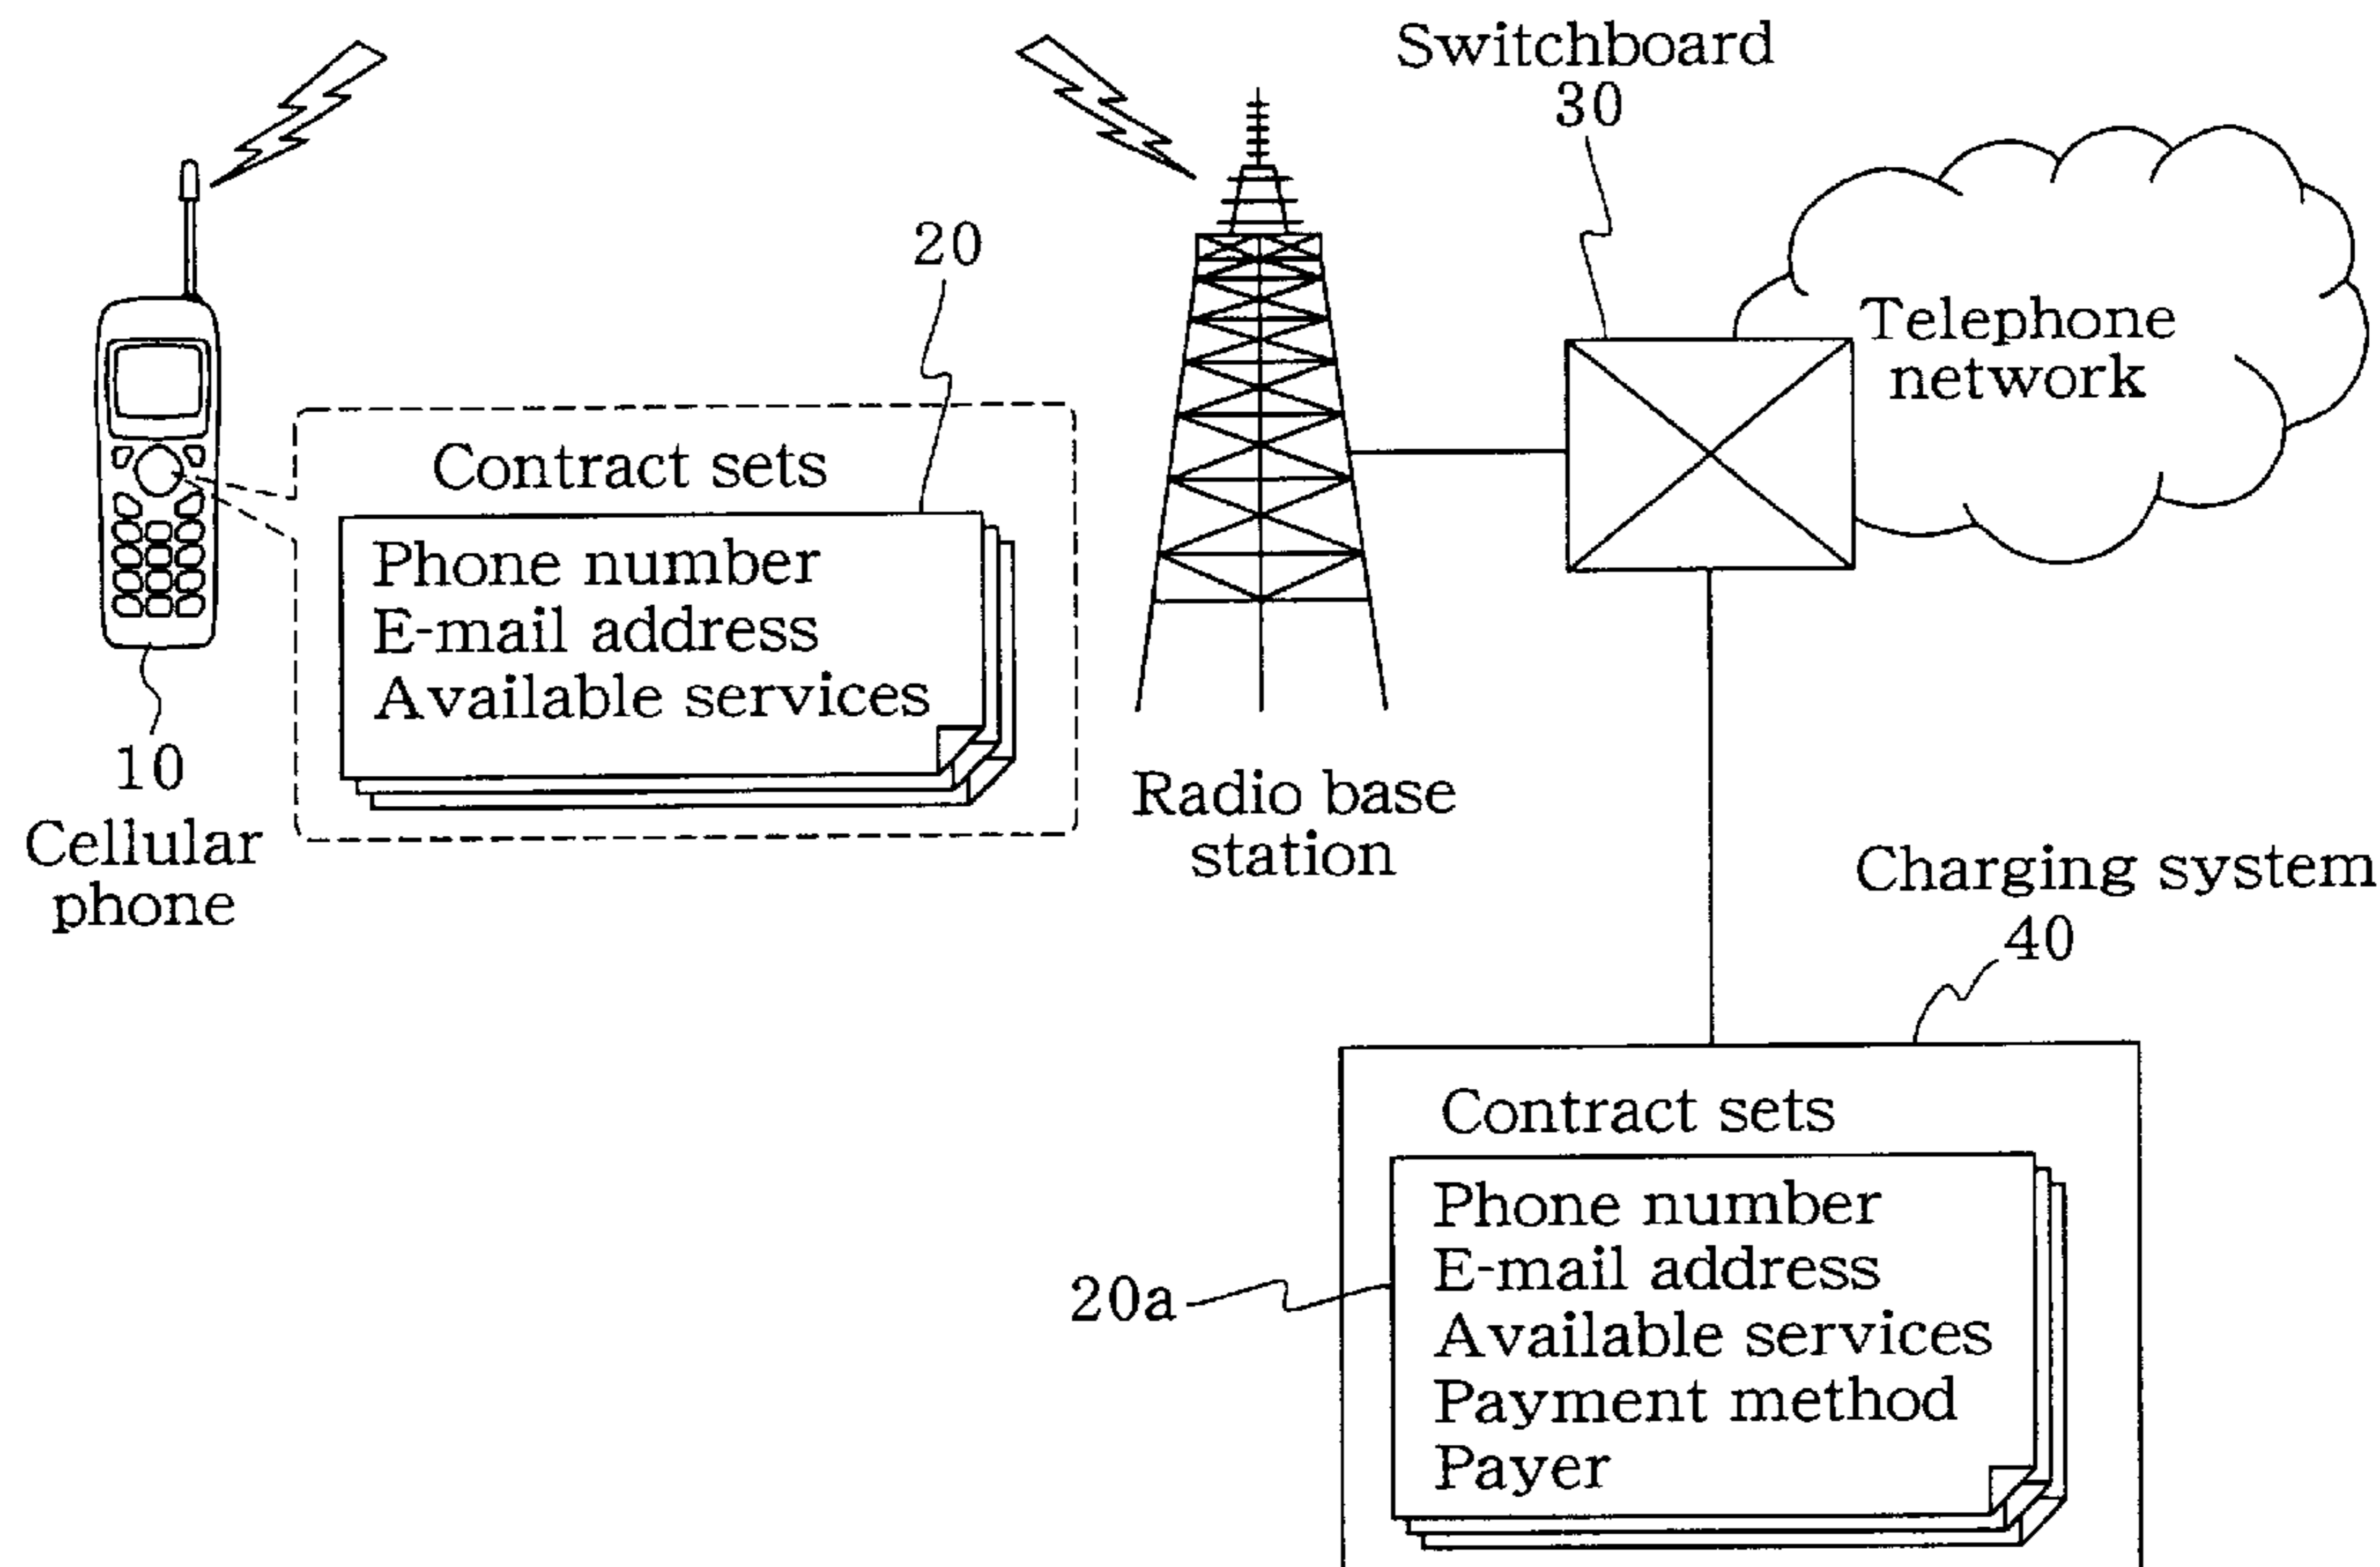 Switchboard
30
Telephone
network
20
Contract sets
Phone number
E-mail address
Available services
10
Cellular
phone
Radio base
station
Charging system
40
Contract sets
20a
Phone number
E-mail address
Available services
Payment method
Payer